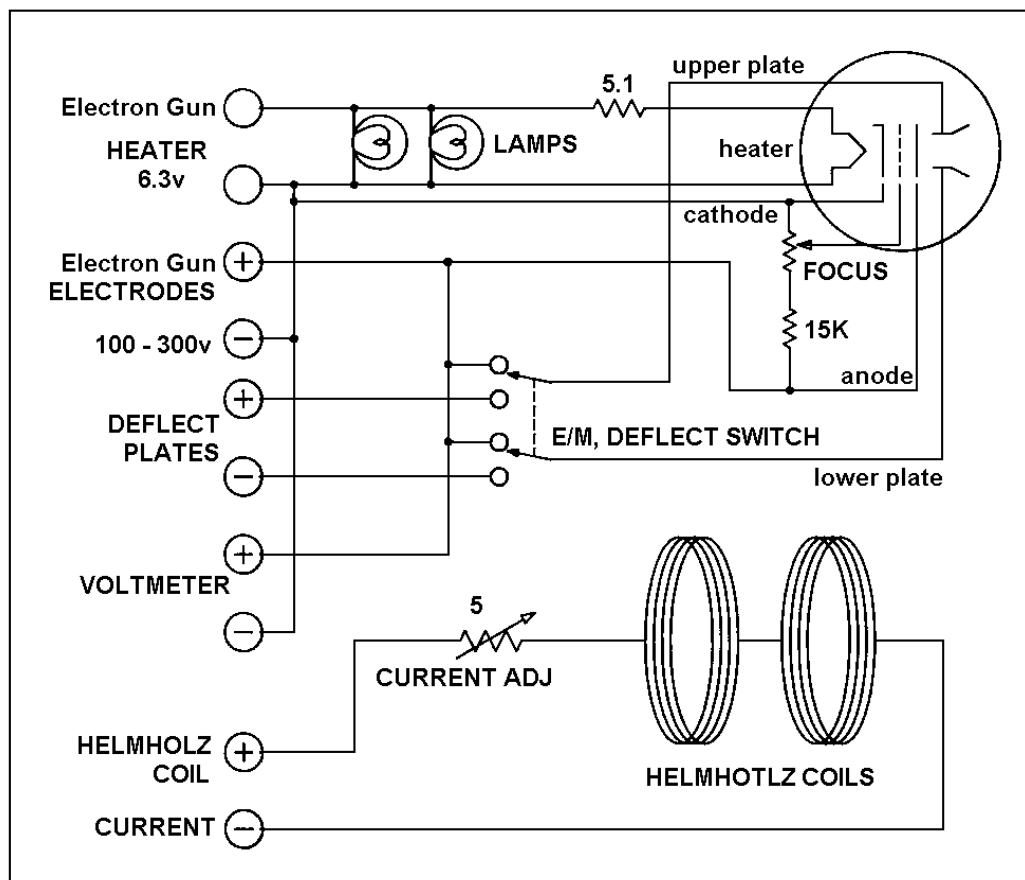 upper plate
5.1
Electron Gun
LAMPS
HEATER
6.3v
heater
cathode
Electron Gun
ELECTRODES
FOCUS
100 - 300v
15K
anode
DEFLECT
PLATES
E/M, DEFLECT SWITCH
lower plate
VOLTMETER
5
CURRENT ADJ
HELMHOLZ
COIL
HELMHOTLZ COILS
CURRENT